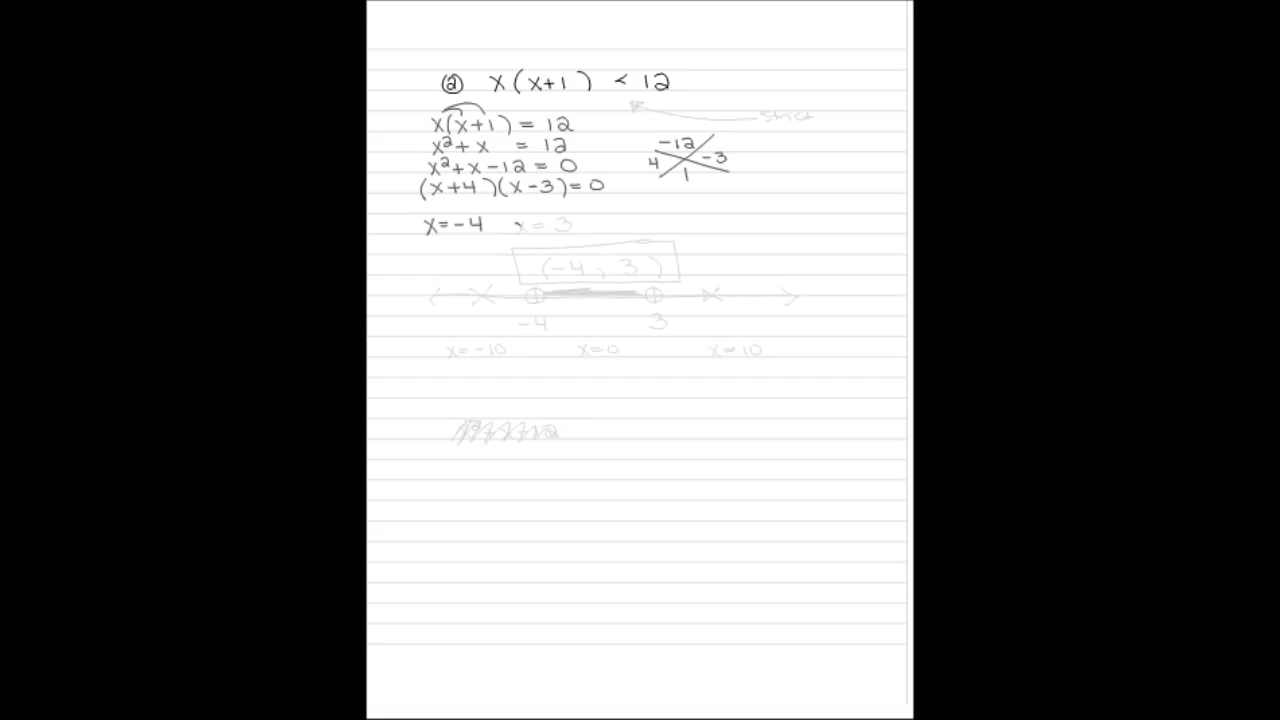 ② x(x+1) < 12
strict
x(x+1) = 12
x²+x = 12
x²+x-12 = 0
(x+4)(x-3)=0
-12
4 -3
1
x=-4 x=3
(-4, 3)
-4 3
x=-10 x=0 x=10